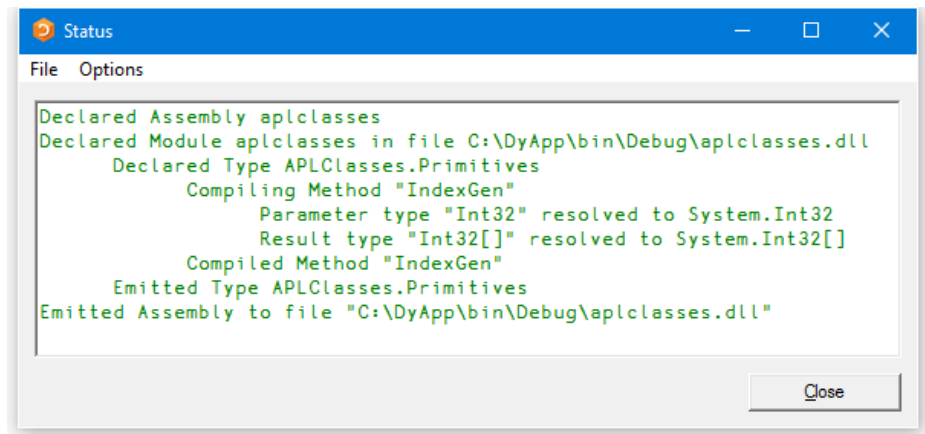 Status
File Options
Declared Assembly aplclasses
Declared Module aplclasses in file C:\DyApp\bin\Debug\aplclasses.dll
Declared Type APLClasses.Primitives
Compiling Method "IndexGen"
Parameter type "Int32" resolved to System.Int32
Result type "Int32[]" resolved to System.Int32[]
Compiled Method "IndexGen"
Emitted Type APLClasses.Primitives
Emitted Assembly to file "C:\DyApp\bin\Debug\aplclasses.dll"
Close